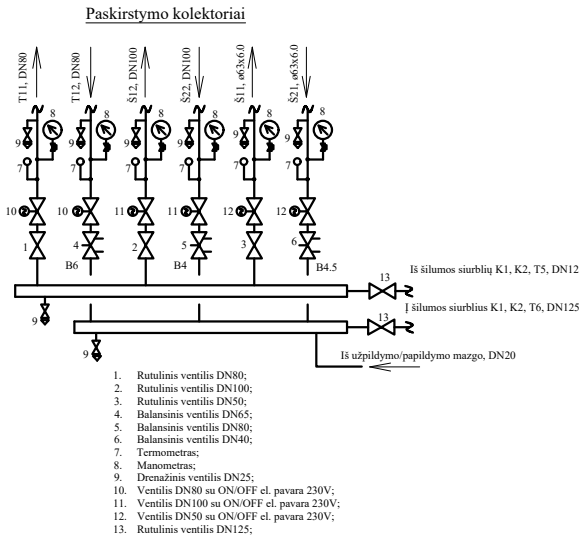 Paskirstymo kolektoriai
T11, DN80
T12, DN80
Š12, DN100
Š22, DN100
Š11, ø63x6.0
Š21, ø63x6.0
8
8
8
8
8
8
9
9
9
9
9
9
7
7
7
7
7
7
10
10
11
11
12
12
1
4
2
5
3
6
B6
B4
B4.5
13
Iš šilumos siurblių K1, K2, T5, DN12
9
13
Į šilumos siurblius K1, K2, T6, DN125
9
Iš užpildymo/papildymo mazgo, DN20
1. Rutulinis ventilis DN80;
2. Rutulinis ventilis DN100;
3. Rutulinis ventilis DN50;
4. Balansinis ventilis DN65;
5. Balansinis ventilis DN80;
6. Balansinis ventilis DN40;
7. Termometras;
8. Manometras;
9. Drenažinis ventilis DN25;
10. Ventilis DN80 su ON/OFF el. pavara 230V;
11. Ventilis DN100 su ON/OFF el. pavara 230V;
12. Ventilis DN50 su ON/OFF el. pavara 230V;
13. Rutulinis ventilis DN125;